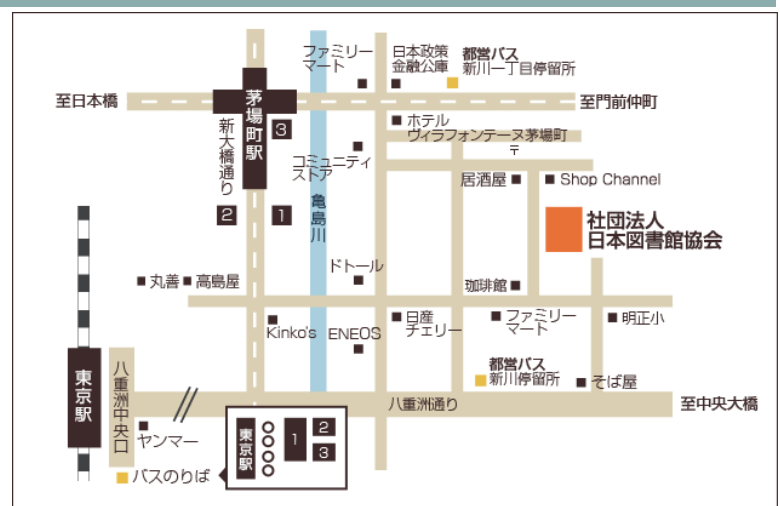 ファミリー
マート
日本政策
金融公庫
都営バス
新川一丁目停留所
至日本橋
茅場町駅
至門前仲町
新大橋通り
3
ホテル
ヴィラフォンテーヌ茅場町
〒
コミュニティ
ストア
居酒屋
Shop Channel
2
1
亀島川
社団法人
日本図書館協会
丸善
高島屋
ドトール
珈琲館
Kinko's
ENEOS
日産
チェリー
ファミリー
マート
明正小
東京駅
八重洲中央口
都営バス
新川停留所
そば屋
八重洲通り
至中央大橋
ヤンマー
バスのりば
東京駅
1
2
3